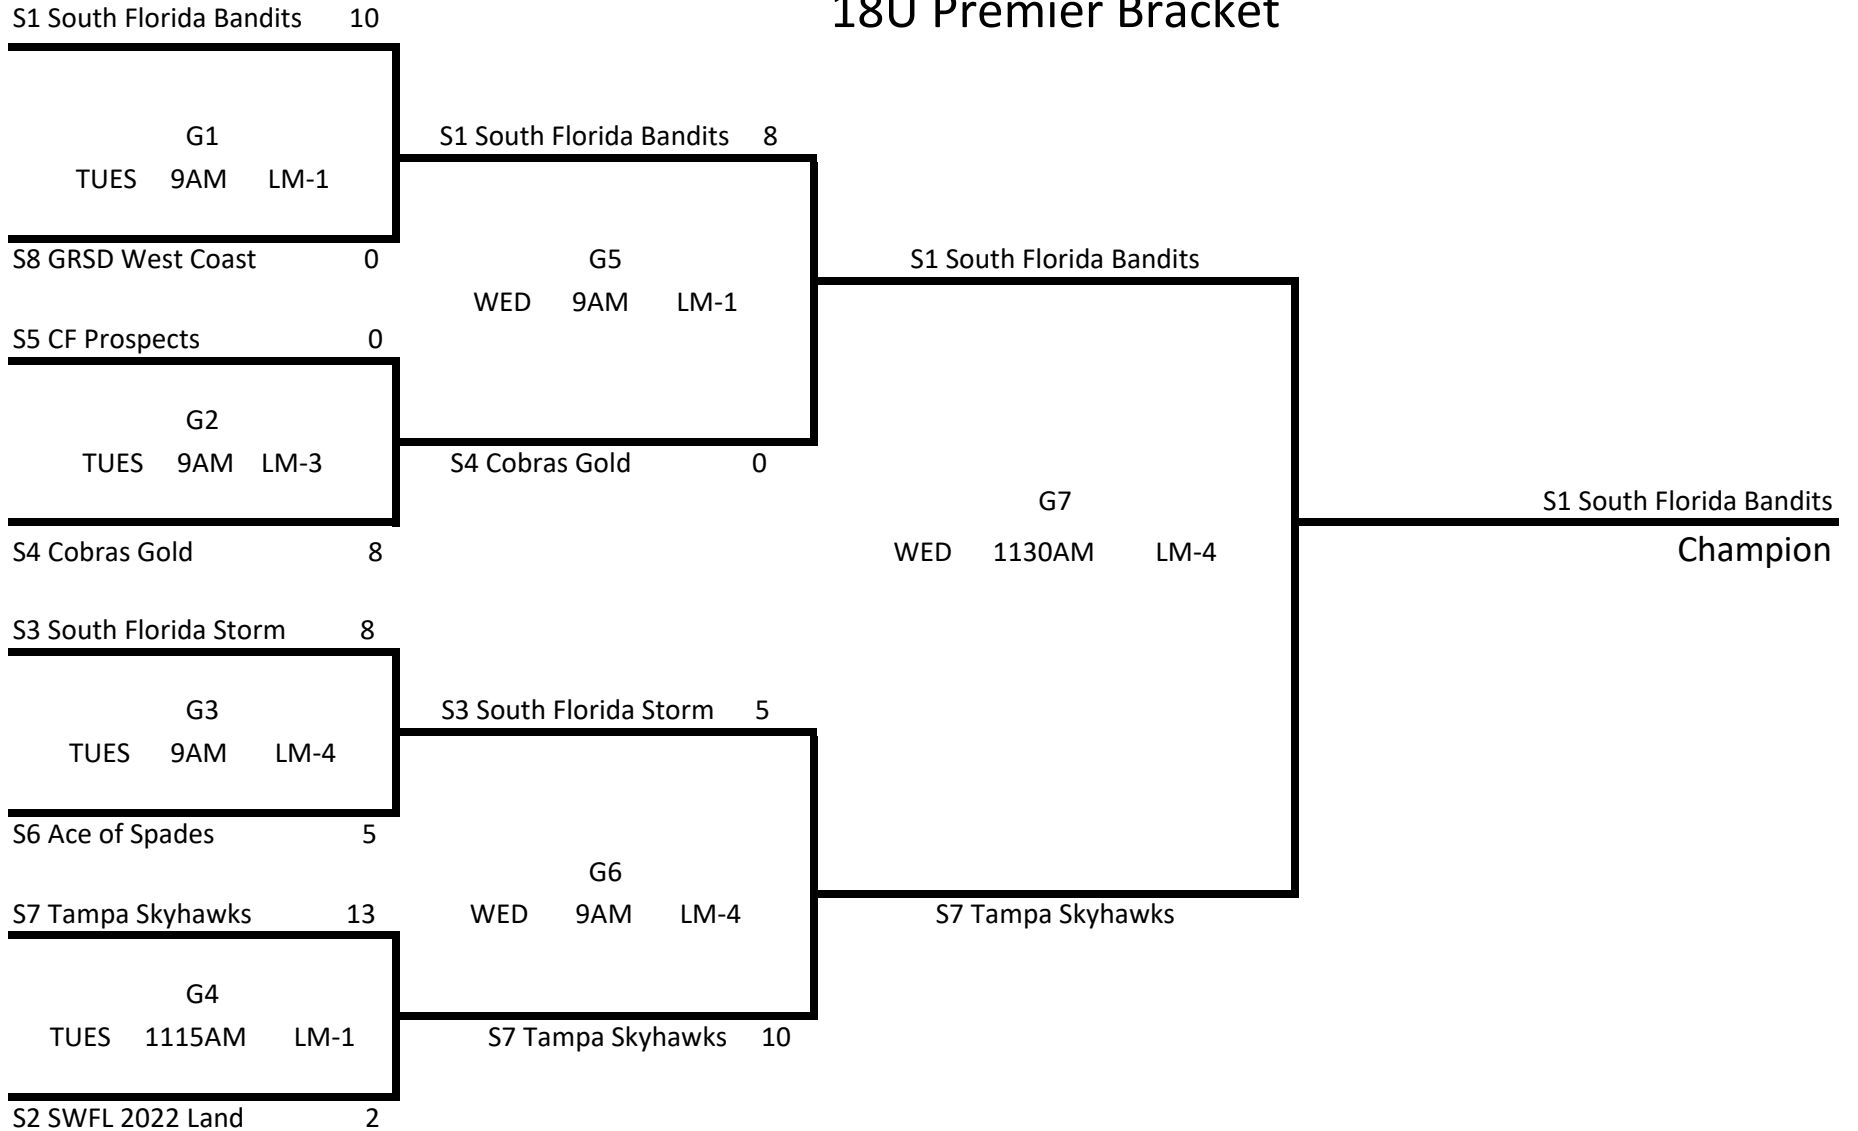 18U Premier Bracket
S1 South Florida Bandits 10
G1
TUES 9AM LM-1
S8 GRSD West Coast 0
S5 CF Prospects 0
G2
TUES 9AM LM-3
S4 Cobras Gold 8
S3 South Florida Storm 8
G3
TUES 9AM LM-4
S6 Ace of Spades 5
S7 Tampa Skyhawks 13
G4
TUES 1115AM LM-1
S2 SWFL 2022 Land 2
S1 South Florida Bandits 8
G5
WED 9AM LM-1
S4 Cobras Gold 0
S3 South Florida Storm 5
G6
WED 9AM LM-4
S7 Tampa Skyhawks 10
S1 South Florida Bandits
G7
WED 1130AM LM-4
S7 Tampa Skyhawks
S1 South Florida Bandits
Champion